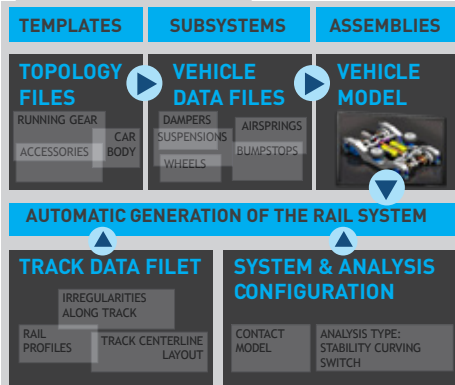 TEMPLATES
SUBSYSTEMS
ASSEMBLIES
TOPOLOGY
FILES
RUNNING GEAR
CAR
BODY
ACCESSORIES
VEHICLE
DATA FILES
DAMPERS
SUSPENSIONS
AIRSPRINGS
BUMPSTOPS
WHEELS
VEHICLE
MODEL
AUTOMATIC GENERATION OF THE RAIL SYSTEM
TRACK DATA FILET
IRREGULARITIES
ALONG TRACK
RAIL
PROFILES
TRACK CENTERLINE
LAYOUT
SYSTEM & ANALYSIS
CONFIGURATION
CONTACT
MODEL
ANALYSIS TYPE:
STABILITY CURVING
SWITCH